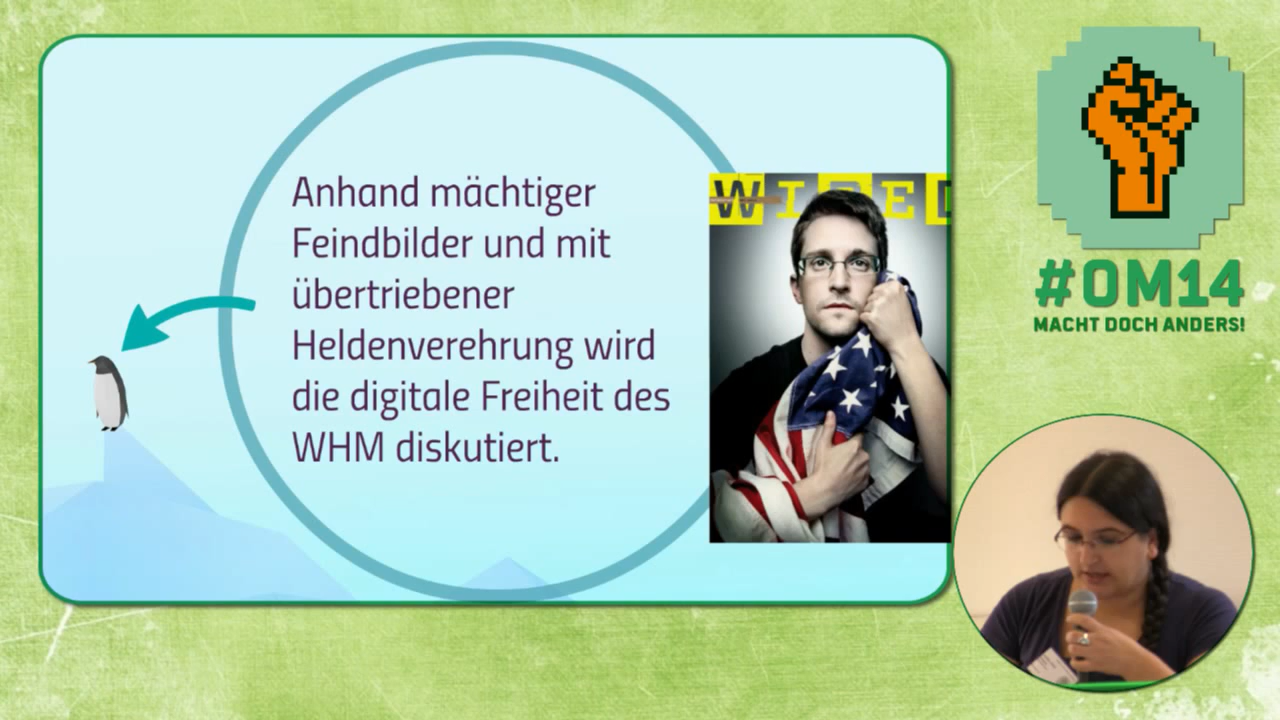 Anhand mächtiger
Feindbilder und mit
übertriebener
Heldenverehrung wird
die digitale Freiheit des
WHM diskutiert.
WIRED
#OM14
MACHT DOCH ANDERS!